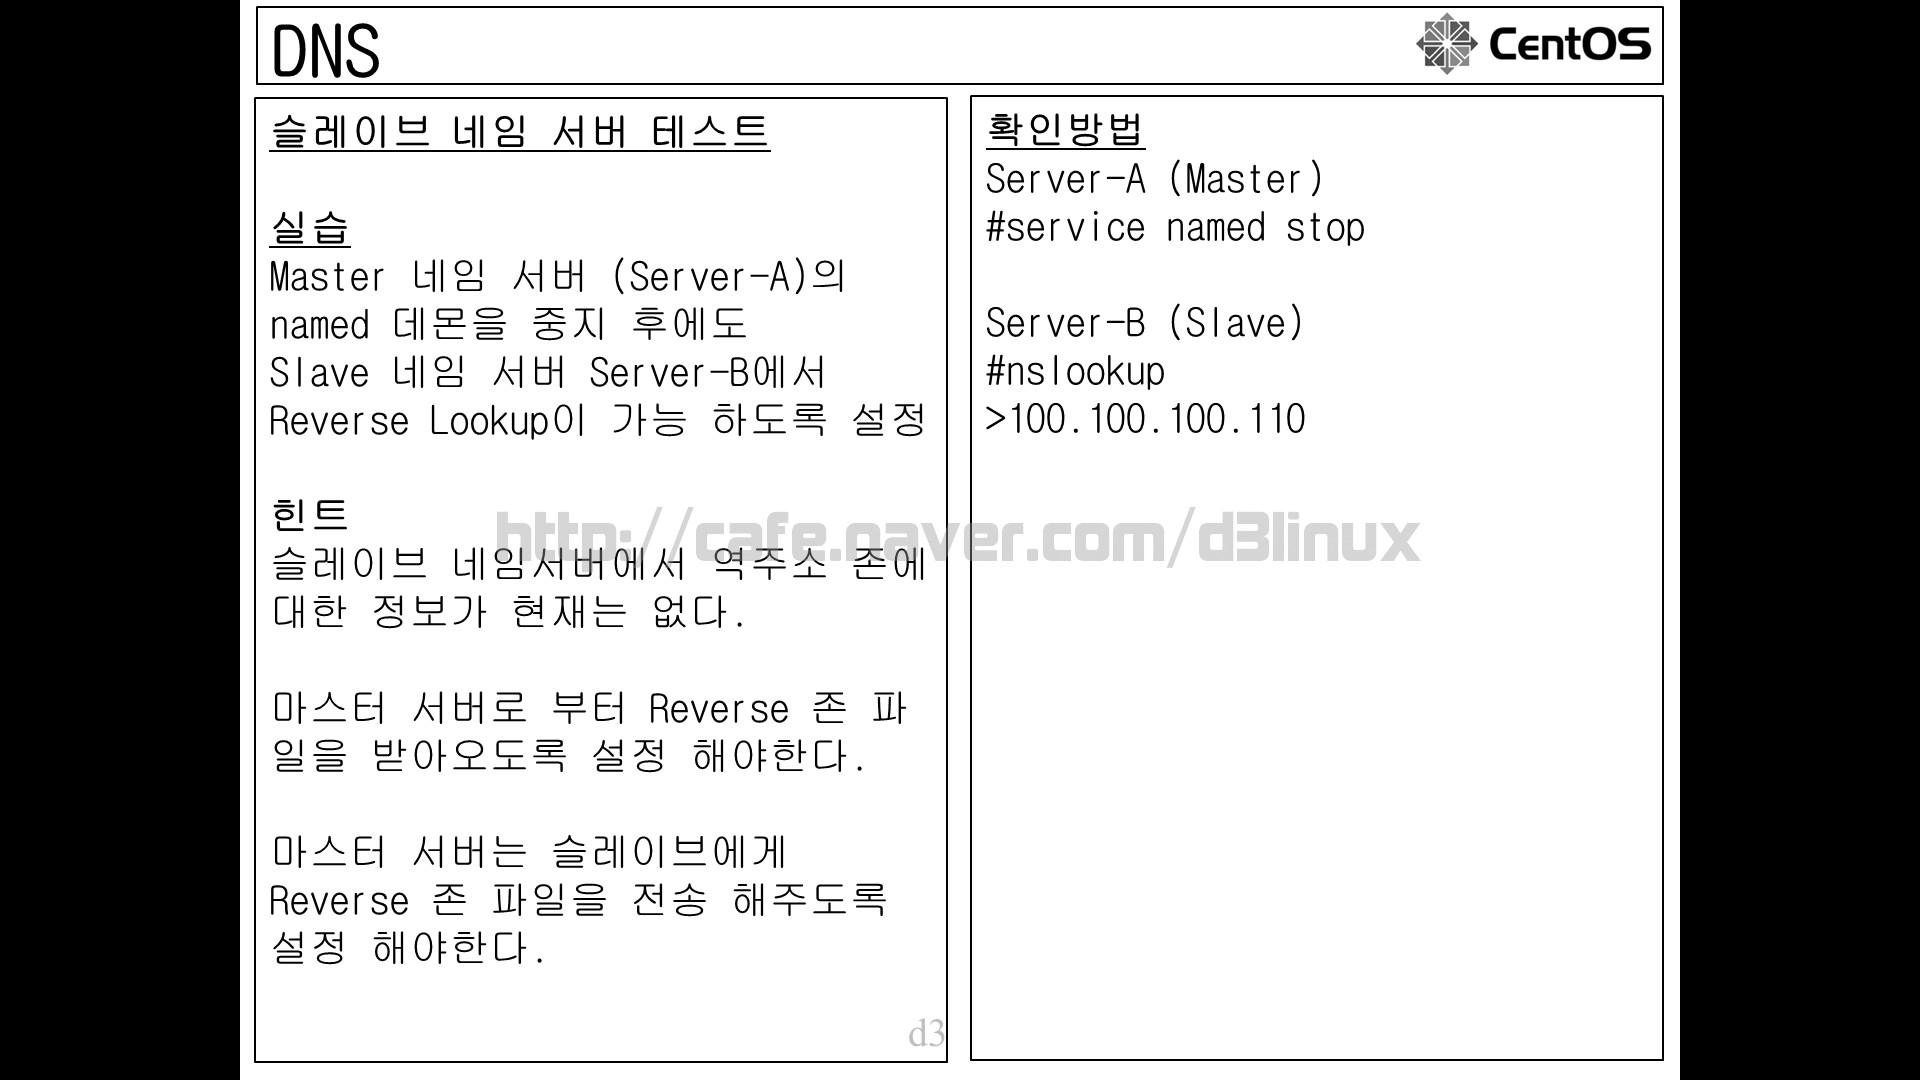 DNS
CentOS
슬레이브 네임 서버 테스트
실습
Master 네임 서버 (Server-A)의
named 데몬을 중지 후에도
Slave 네임 서버 Server-B에서
Reverse Lookup이 가능 하도록 설정
힌트
슬레이브 네임서버에서 역주소 존에
대한 정보가 현재는 없다.
마스터 서버로 부터 Reverse 존 파
일을 받아오도록 설정 해야한다.
마스터 서버는 슬레이브에게
Reverse 존 파일을 전송 해주도록
설정 해야한다.
확인방법
Server-A (Master)
#service named stop
Server-B (Slave)
#nslookup
>100.100.100.110
http://cafe.naver.com/d3linux
d3